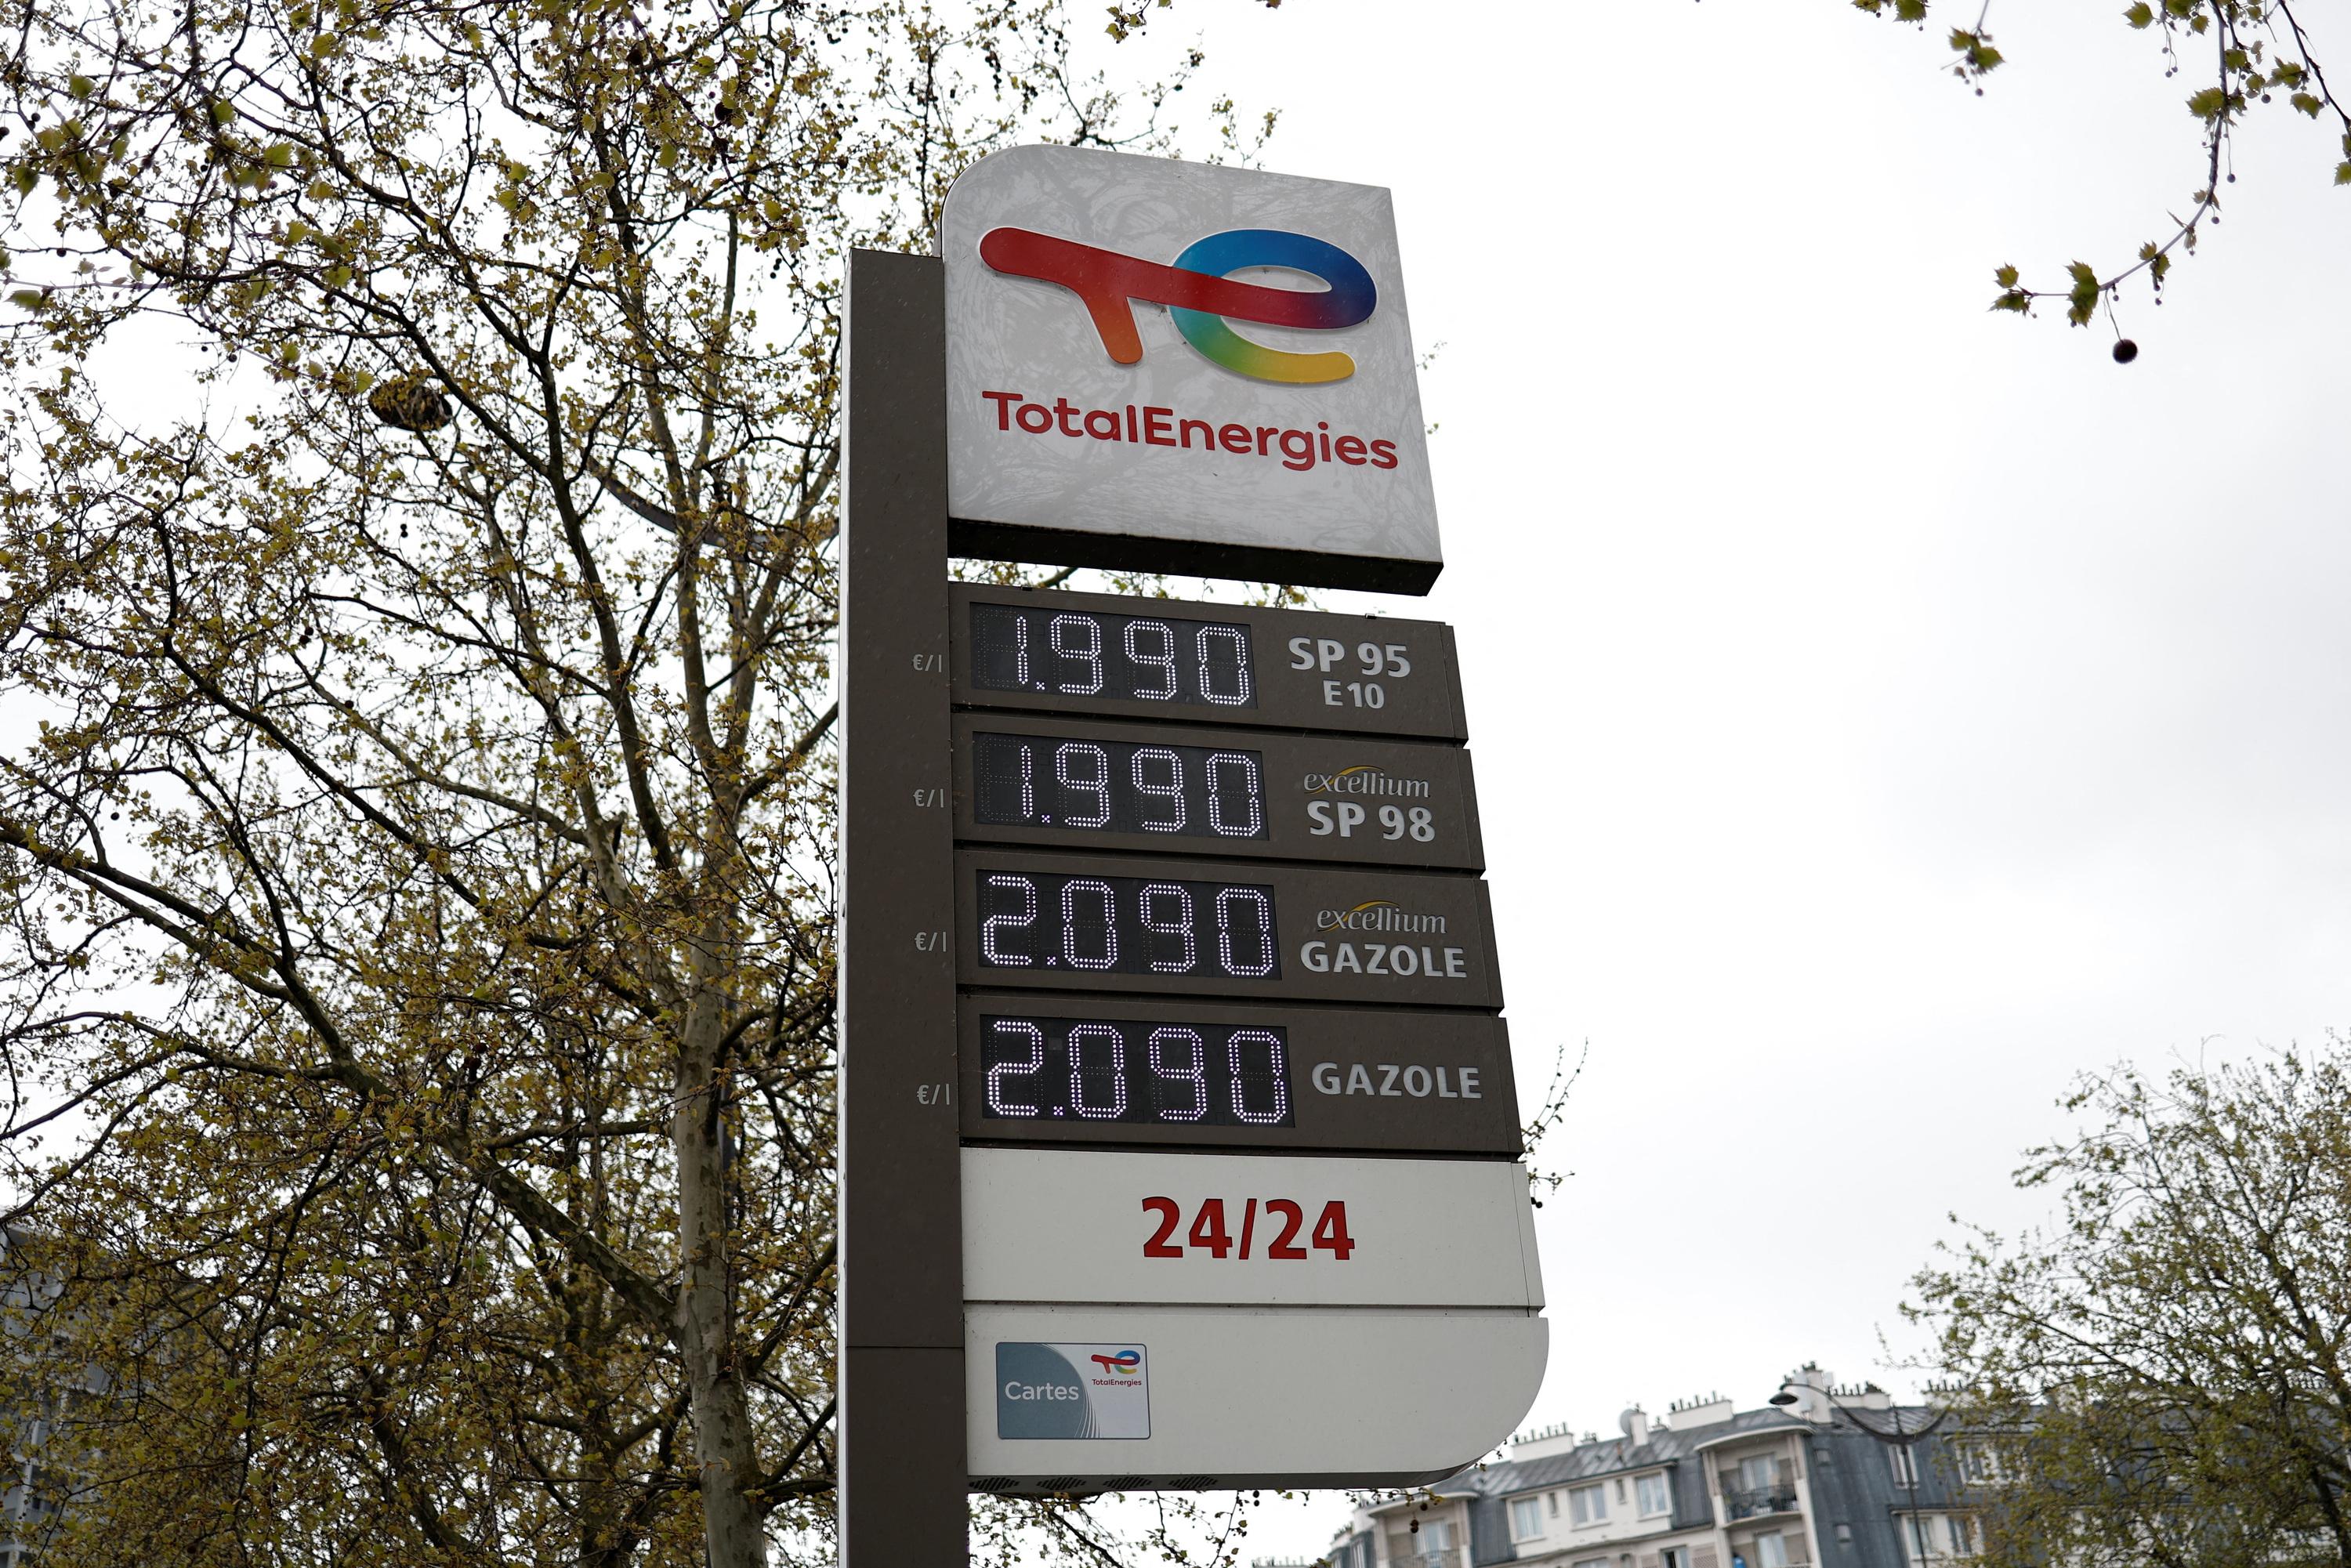 TotalEnergies
€/l 1.990 SP 95
E10
€/l 1.990 excellium
SP 98
€/l 2.090 excellium
GAZOLE
€/l 2.090 GAZOLE
24/24
Cartes TotalEnergies